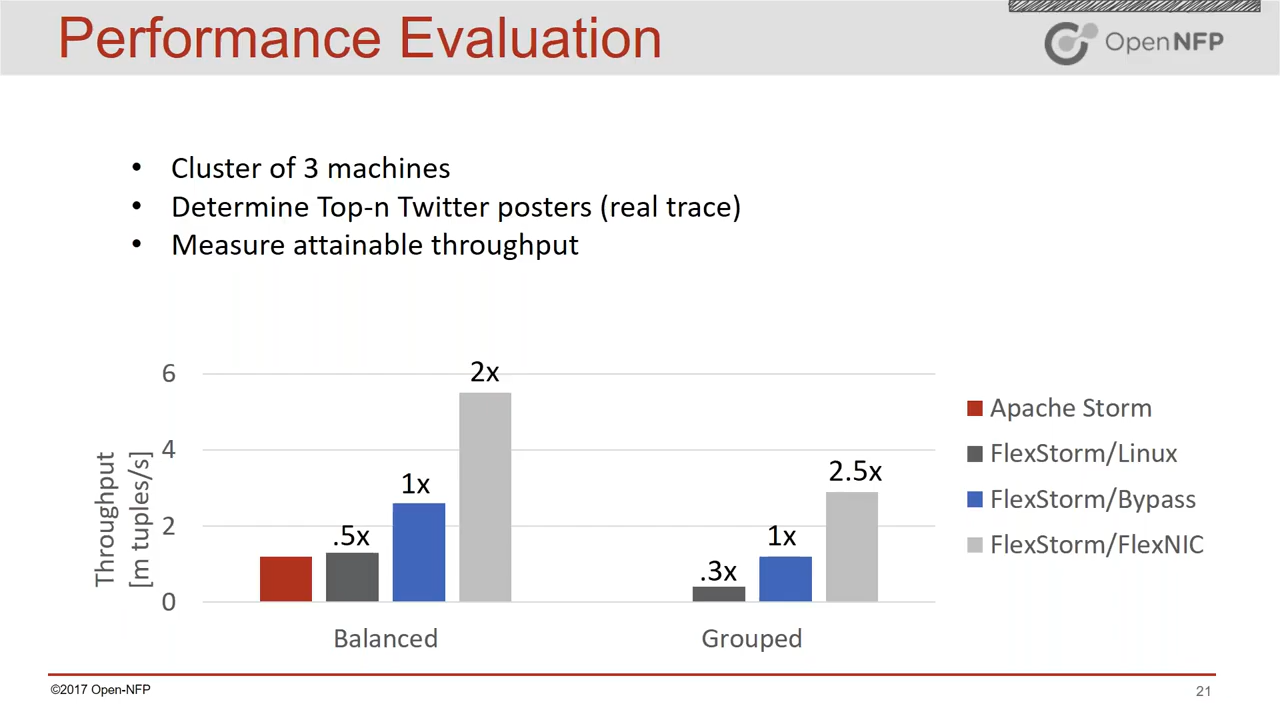 Performance Evaluation
OpenNFP
• Cluster of 3 machines
• Determine Top-n Twitter posters (real trace)
• Measure attainable throughput
Throughput
[m tuples/s]
6
4
2
0
.5x
1x
2x
.3x
1x
2.5x
Balanced
Grouped
Apache Storm
FlexStorm/Linux
FlexStorm/Bypass
FlexStorm/FlexNIC
©2017 Open-NFP
21